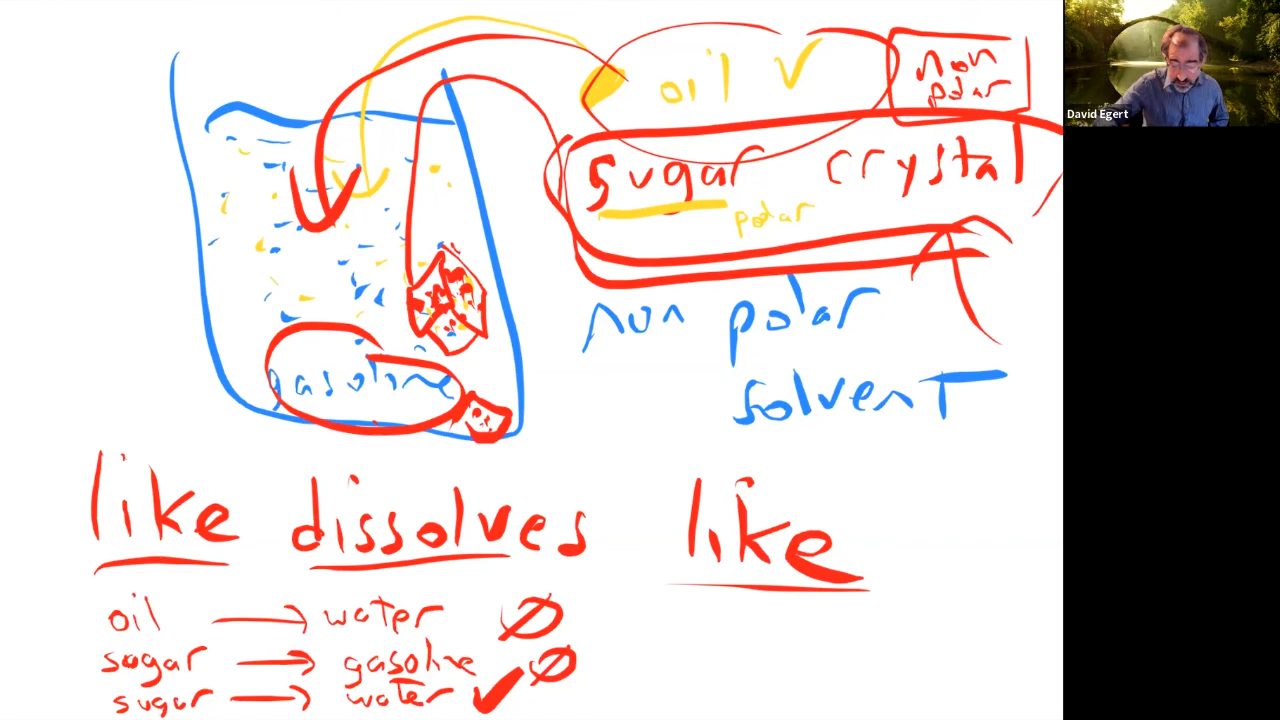 oil
non
polar
David Egert
sugar crystal
polar
non polar
solvent
gasoline
like dissolves like
oil → water
sugar → gasoline
sugar → water ✓